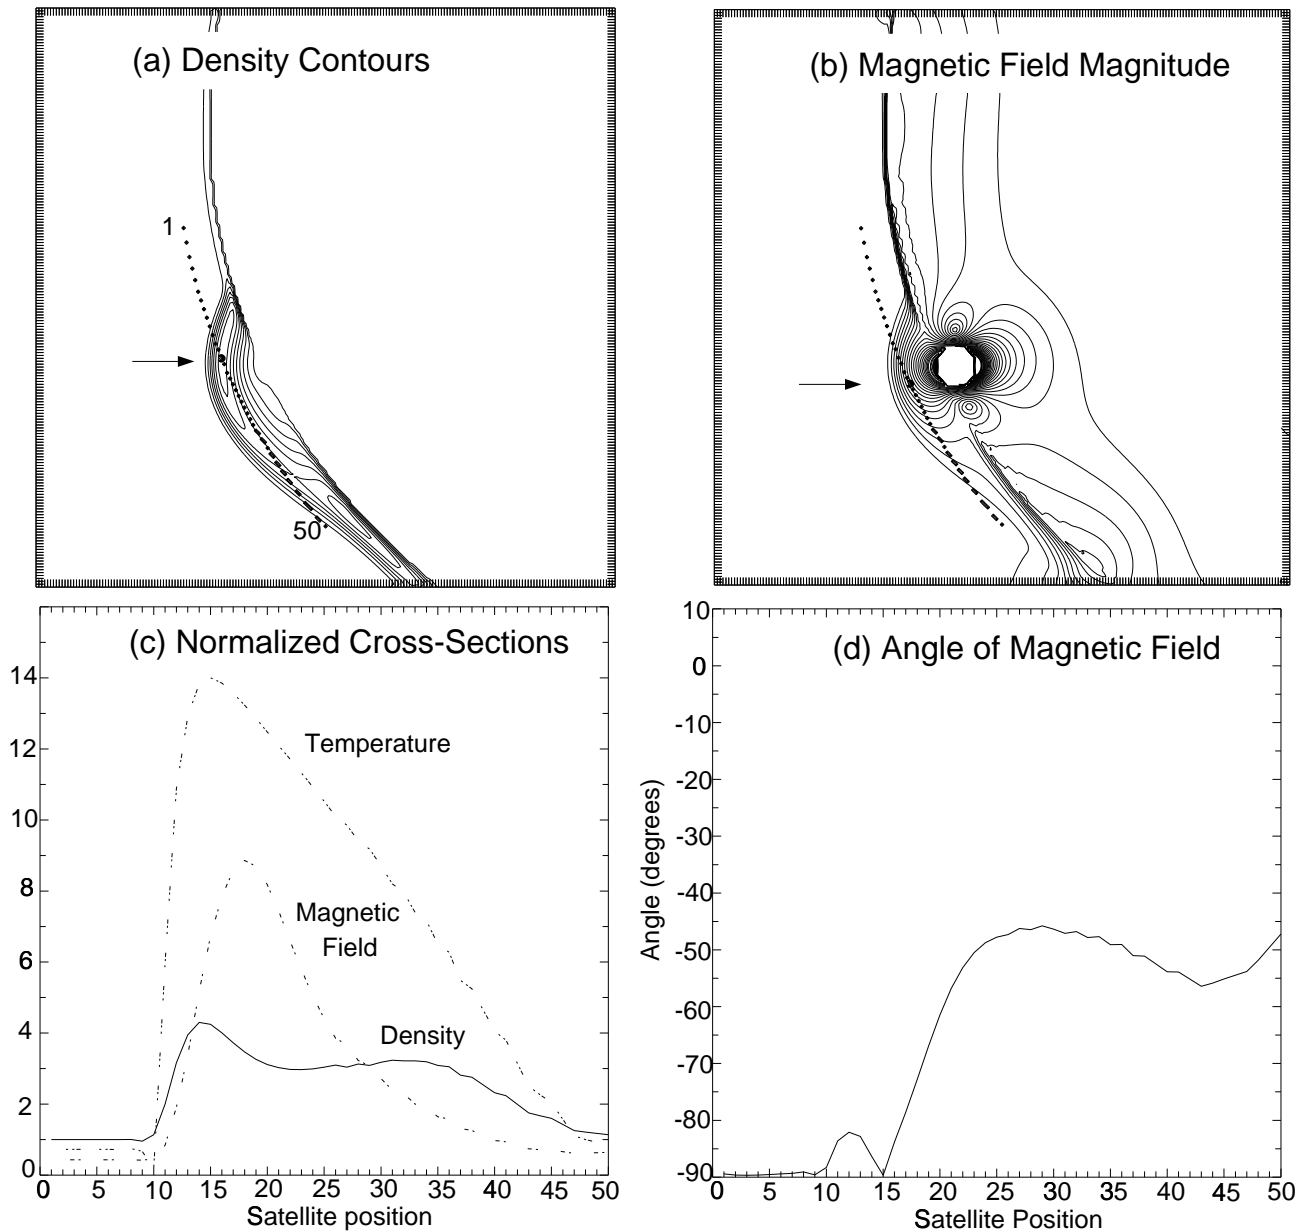 (a) Density Contours
1
50
(b) Magnetic Field Magnitude
(c) Normalized Cross-Sections
14
12
10
8
6
4
2
0
Temperature
Magnetic
Field
Density
0 5 10 15 20 25 30 35 40 45 50
Satellite position
(d) Angle of Magnetic Field
10
0
-10
-20
-30
-40
-50
-60
-70
-80
-90
Angle (degrees)
0 5 10 15 20 25 30 35 40 45 50
Satellite Position